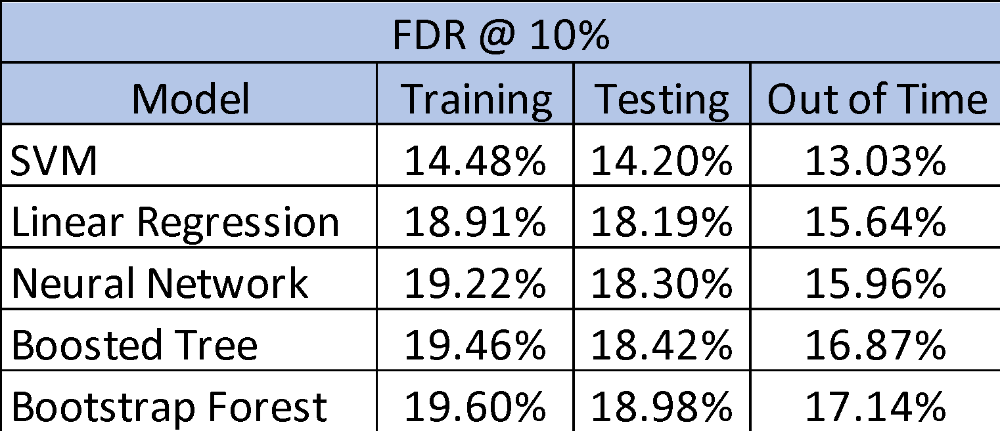 FDR @ 10%
Model Training Testing Out of Time
SVM 14.48% 14.20% 13.03%
Linear Regression 18.91% 18.19% 15.64%
Neural Network 19.22% 18.30% 15.96%
Boosted Tree 19.46% 18.42% 16.87%
Bootstrap Forest 19.60% 18.98% 17.14%